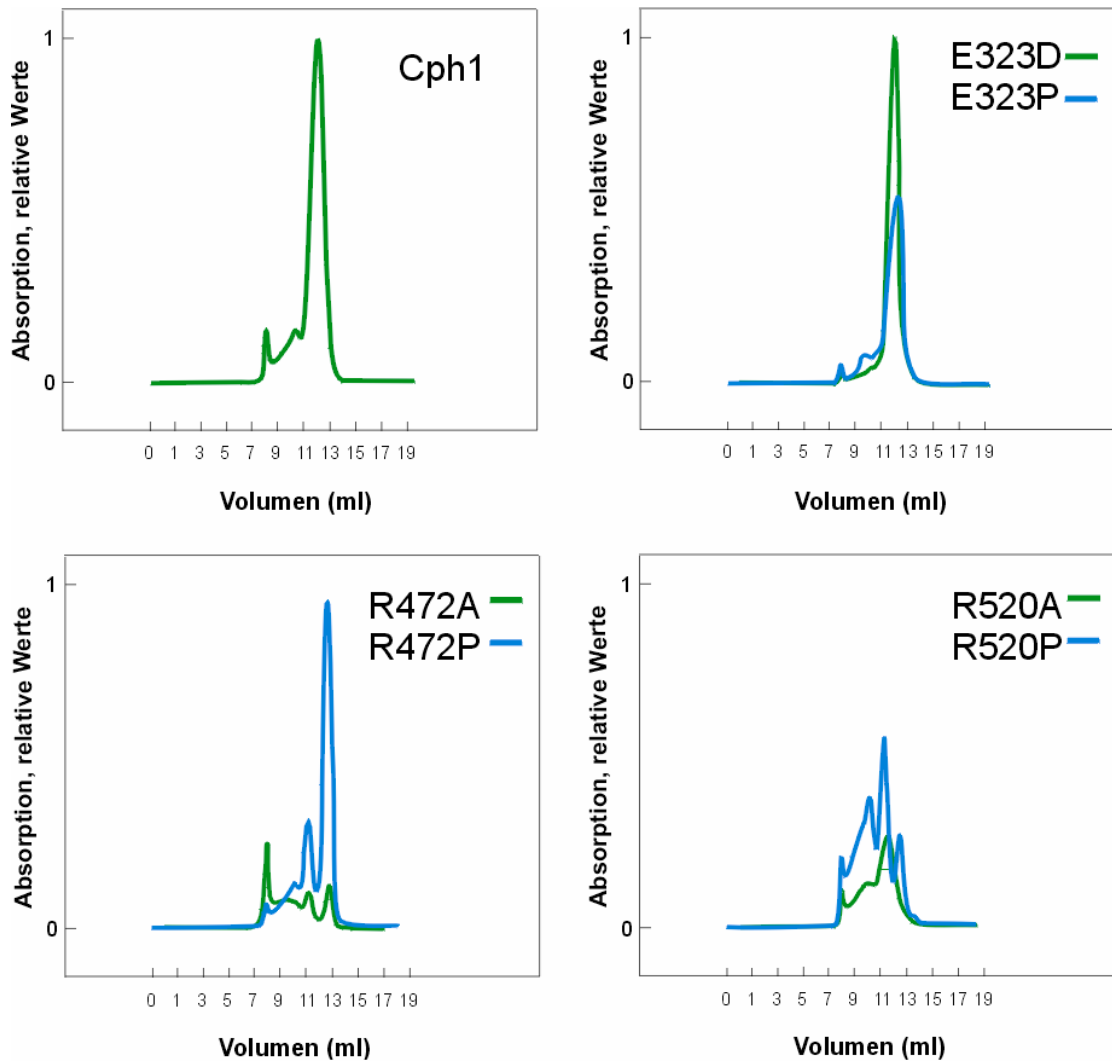 Absorption, relative Werte
1
0
Cph1
0 1 3 5 7 9 11 13 15 17 19
Volumen (ml)
Absorption, relative Werte
1
0
E323D
E323P
0 1 3 5 7 9 11 13 15 17 19
Volumen (ml)
Absorption, relative Werte
1
0
R472A
R472P
0 1 3 5 7 9 11 13 15 17 19
Volumen (ml)
Absorption, relative Werte
1
0
R520A
R520P
0 1 3 5 7 9 11 13 15 17 19
Volumen (ml)